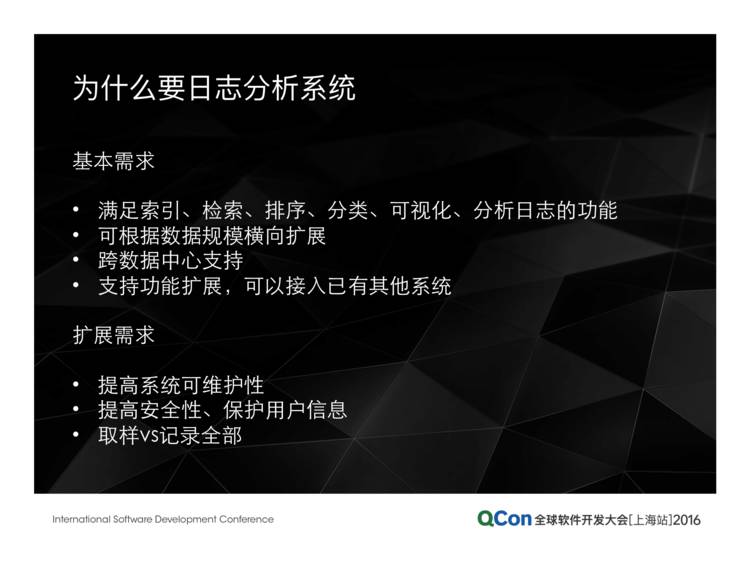 为什么要日志分析系统
基本需求
• 满足索引、检索、排序、分类、可视化、分析日志的功能
• 可根据数据规模横向扩展
• 跨数据中心支持
• 支持功能扩展，可以接入已有其他系统
扩展需求
• 提高系统可维护性
• 提高安全性、保护用户信息
• 取样vs记录全部
International Software Development Conference
QCon 全球软件开发大会[上海站]2016